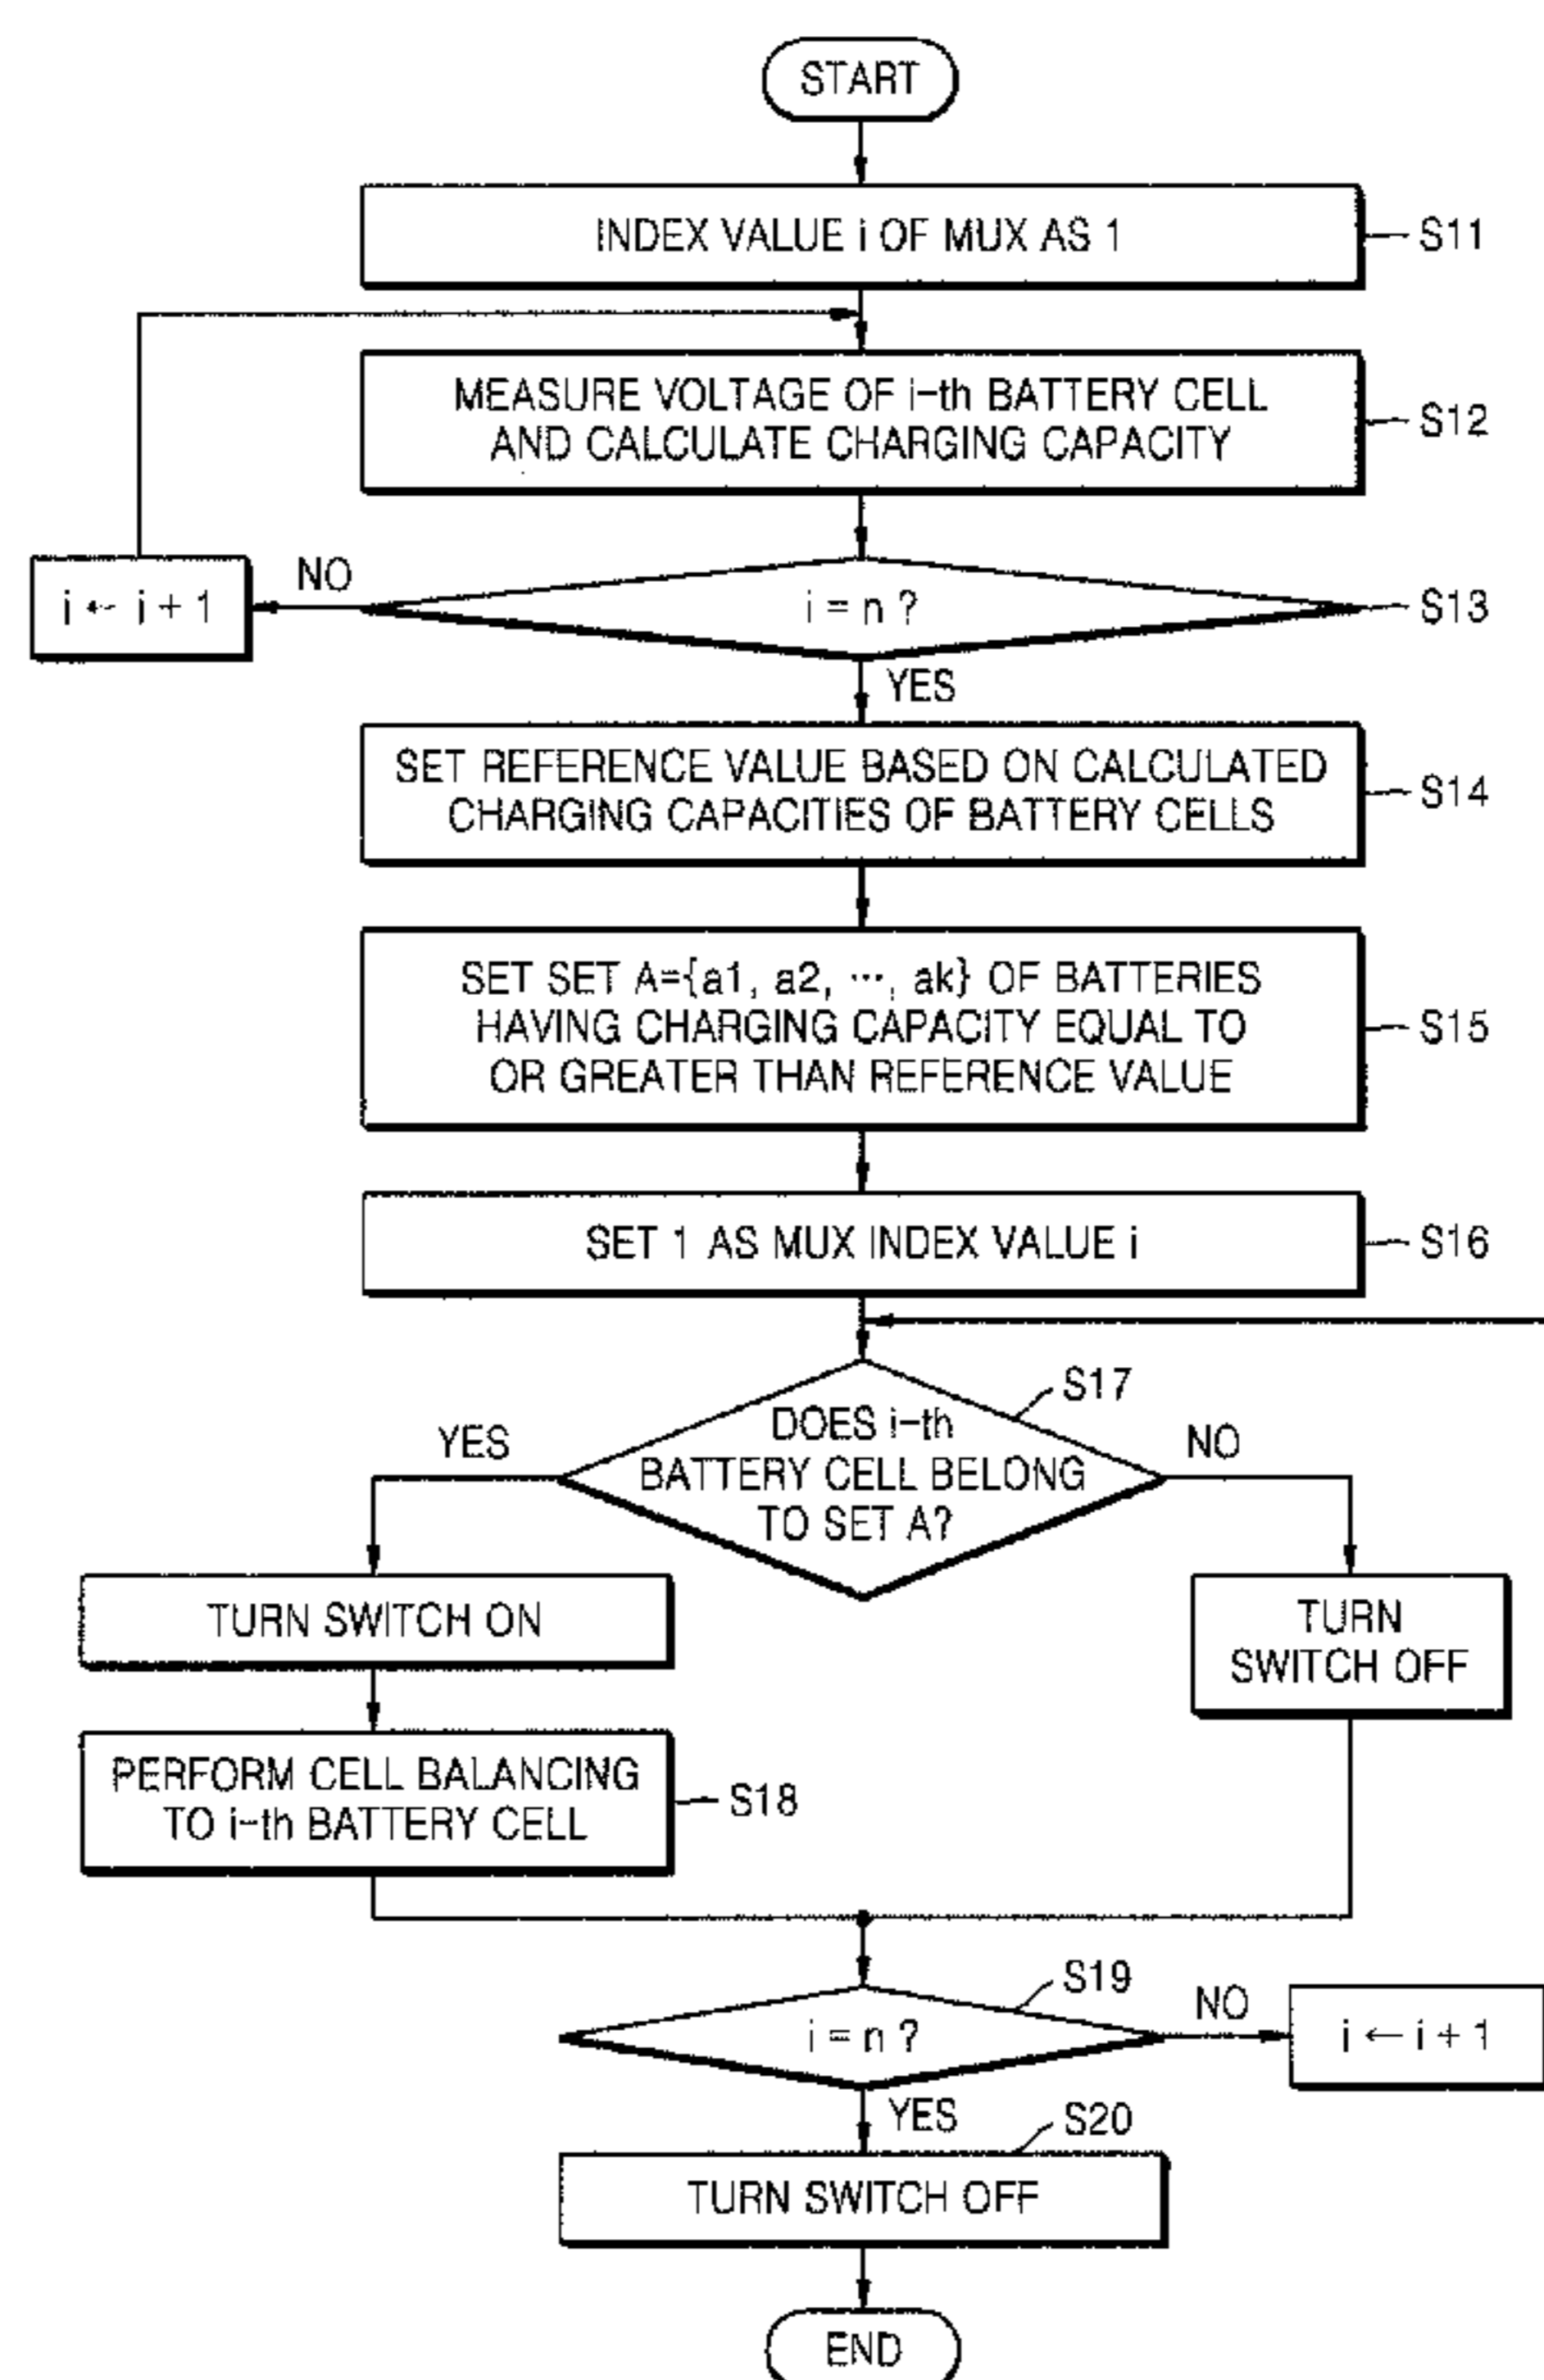 START
INDEX VALUE i OF MUX AS 1
S11
MEASURE VOLTAGE OF i-th BATTERY CELL
AND CALCULATE CHARGING CAPACITY
S12
i ← i + 1
NO
i = n ?
S13
YES
SET REFERENCE VALUE BASED ON CALCULATED
CHARGING CAPACITIES OF BATTERY CELLS
S14
SET SET A={a1, a2, ···, ak} OF BATTERIES
HAVING CHARGING CAPACITY EQUAL TO
OR GREATER THAN REFERENCE VALUE
S15
SET 1 AS MUX INDEX VALUE i
S16
S17
YES
DOES i-th
BATTERY CELL BELONG
TO SET A?
NO
TURN SWITCH ON
TURN
SWITCH OFF
PERFORM CELL BALANCING
TO i-th BATTERY CELL
S18
S19
i = n ?
NO
i ← i + 1
YES
S20
TURN SWITCH OFF
END